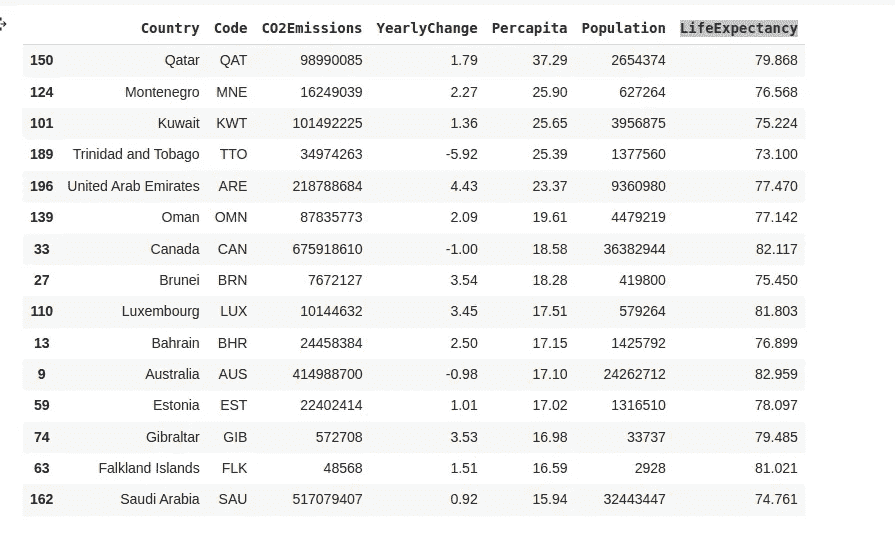 Country Code CO2Emissions YearlyChange Percapita Population LifeExpectancy
150 Qatar QAT 98990085 1.79 37.29 2654374 79.868
124 Montenegro MNE 16249039 2.27 25.90 627264 76.568
101 Kuwait KWT 101492225 1.36 25.65 3956875 75.224
189 Trinidad and Tobago TTO 34974263 -5.92 25.39 1377560 73.100
196 United Arab Emirates ARE 218788684 4.43 23.37 9360980 77.470
139 Oman OMN 87835773 2.09 19.61 4479219 77.142
33 Canada CAN 675918610 -1.00 18.58 36382944 82.117
27 Brunei BRN 7672127 3.54 18.28 419800 75.450
110 Luxembourg LUX 10144632 3.45 17.51 579264 81.803
13 Bahrain BHR 24458384 2.50 17.15 1425792 76.899
9 Australia AUS 414988700 -0.98 17.10 24262712 82.959
59 Estonia EST 22402414 1.01 17.02 1316510 78.097
74 Gibraltar GIB 572708 3.53 16.98 33737 79.485
63 Falkland Islands FLK 48568 1.51 16.59 2928 81.021
162 Saudi Arabia SAU 517079407 0.92 15.94 32443447 74.761